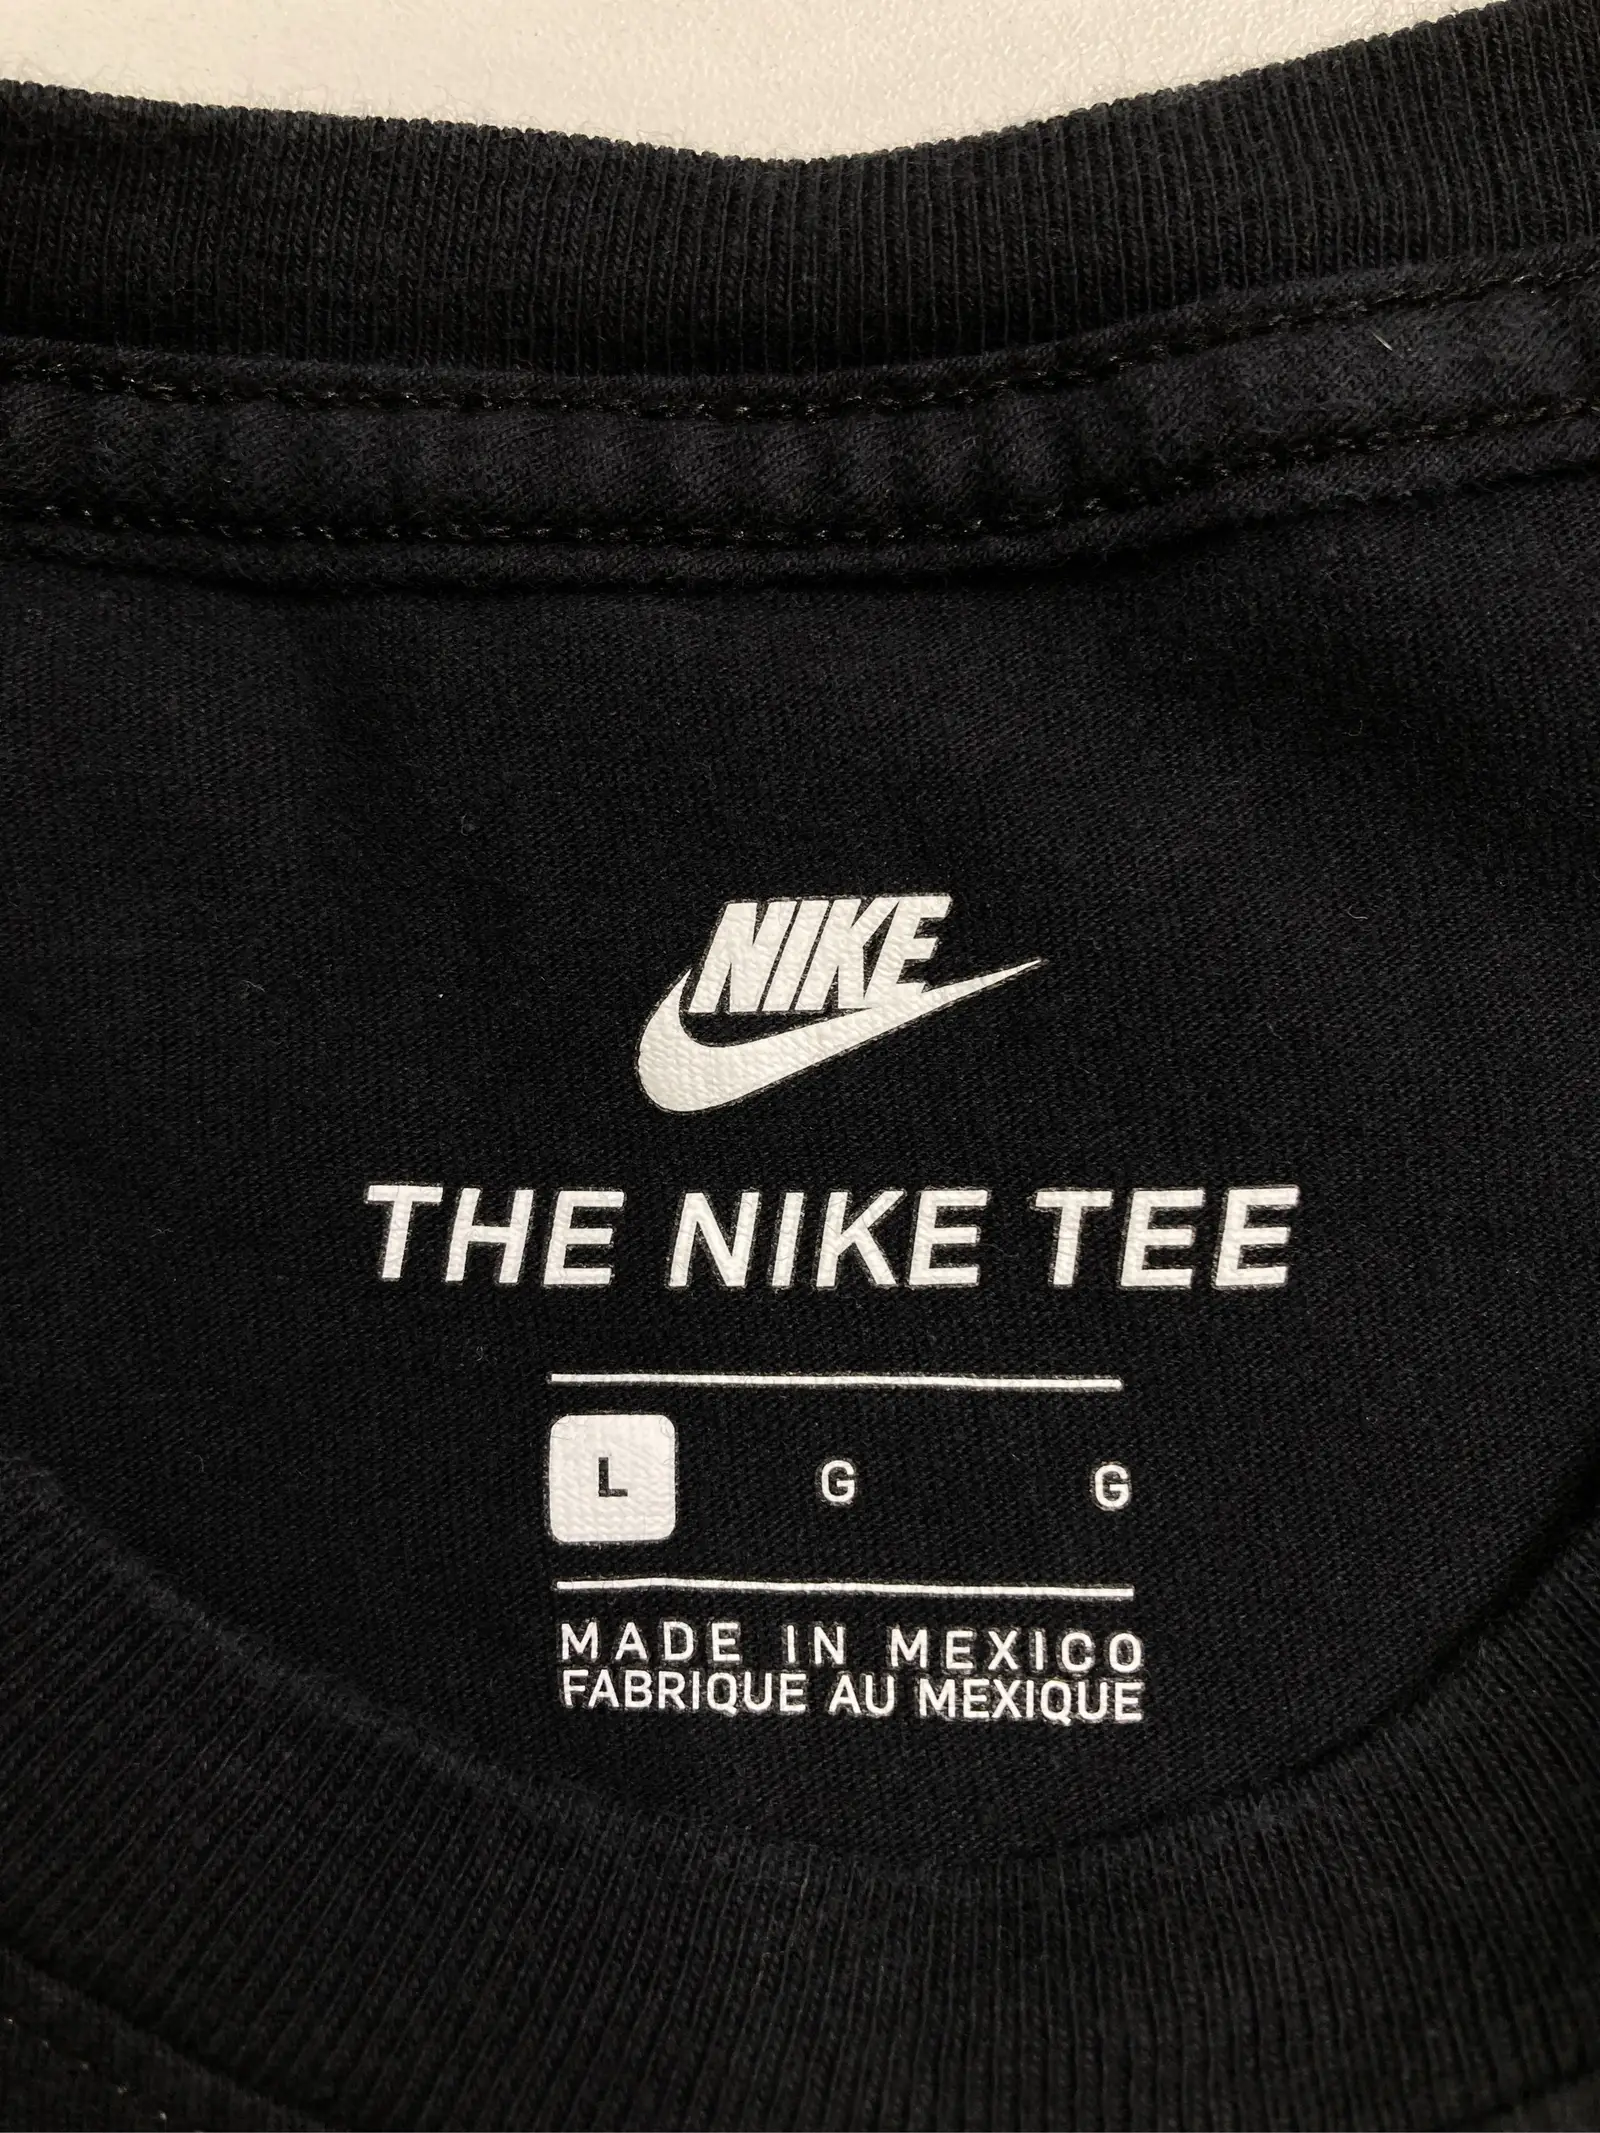 NIKE
THE NIKE TEE
L G G
MADE IN MEXICO
FABRIQUE AU MEXIQUE